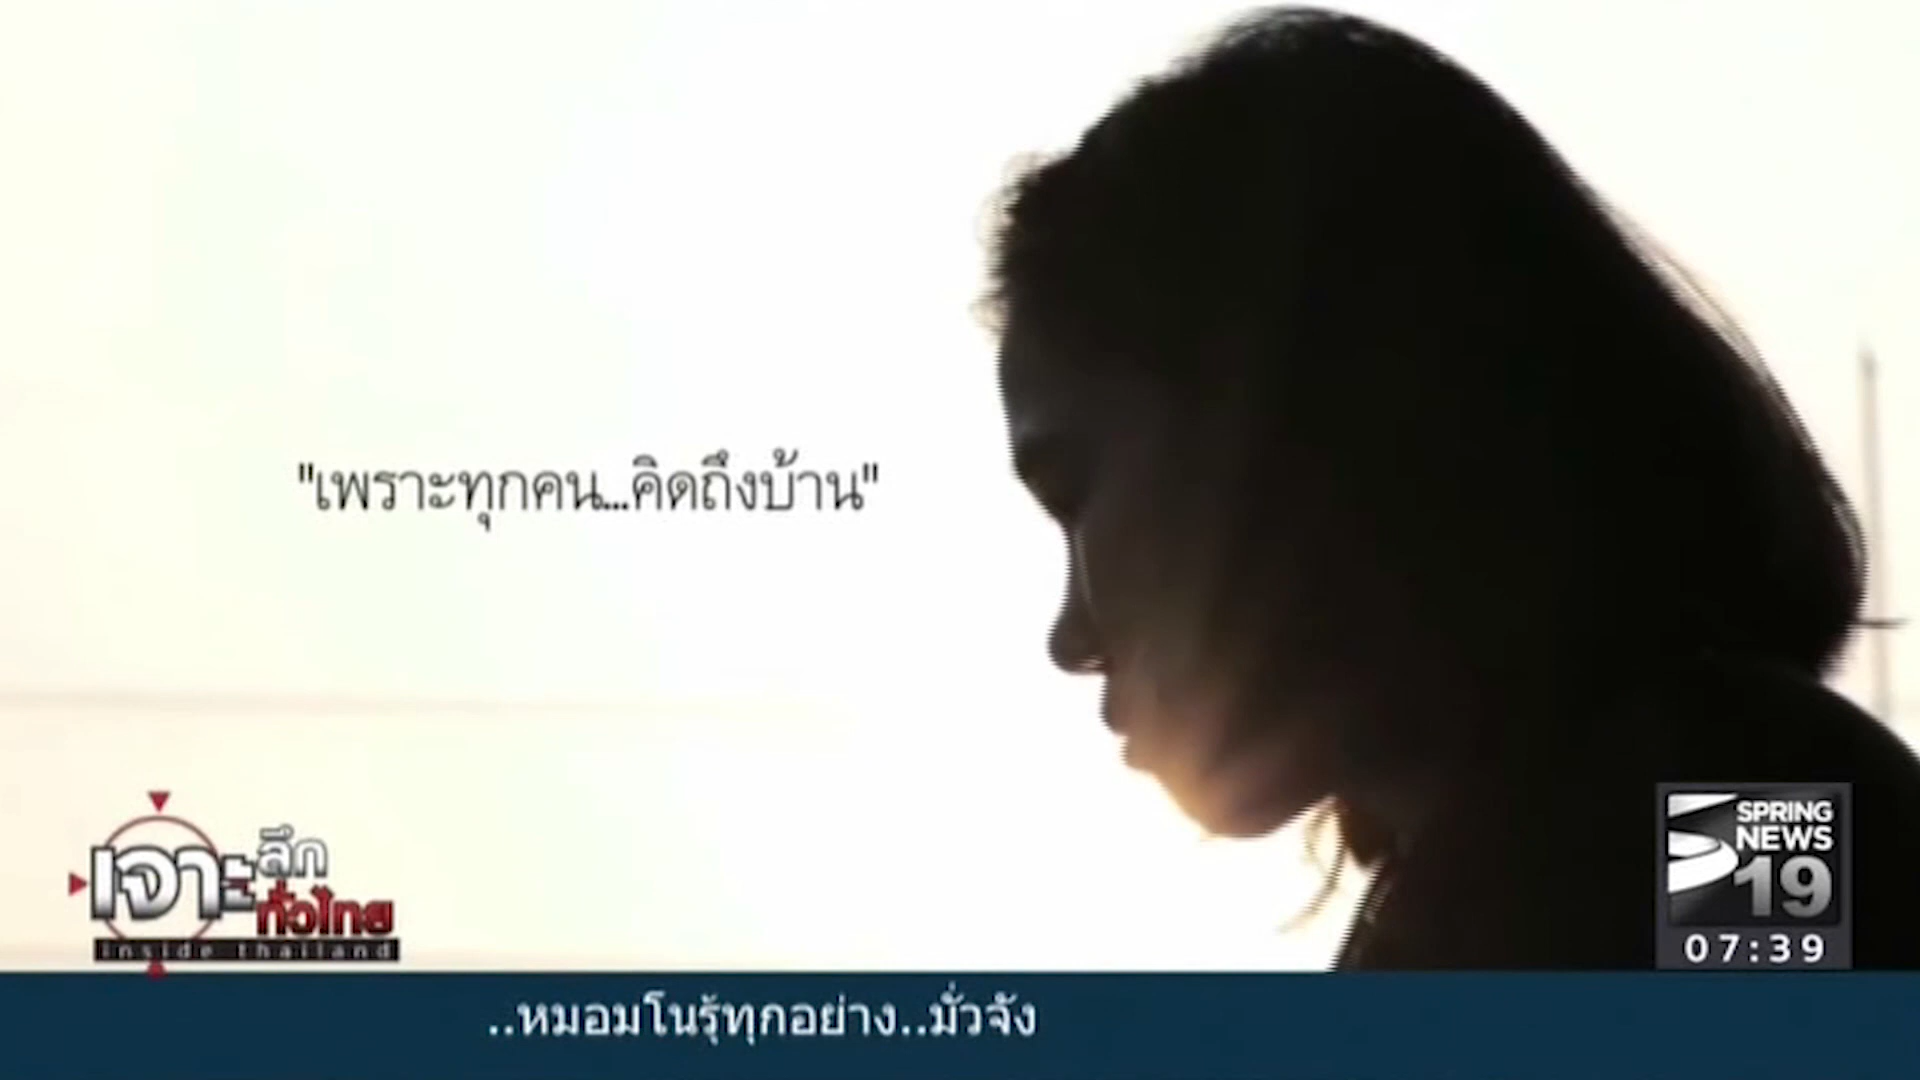 "เพราะทุกคน...คิดถึงบ้าน"
เจาะลึก
ทั่วไทย
inside thailand
SPRING
NEWS
19
07:39
..หมอมโนรุ้ทุกอย่าง..มั่วจัง